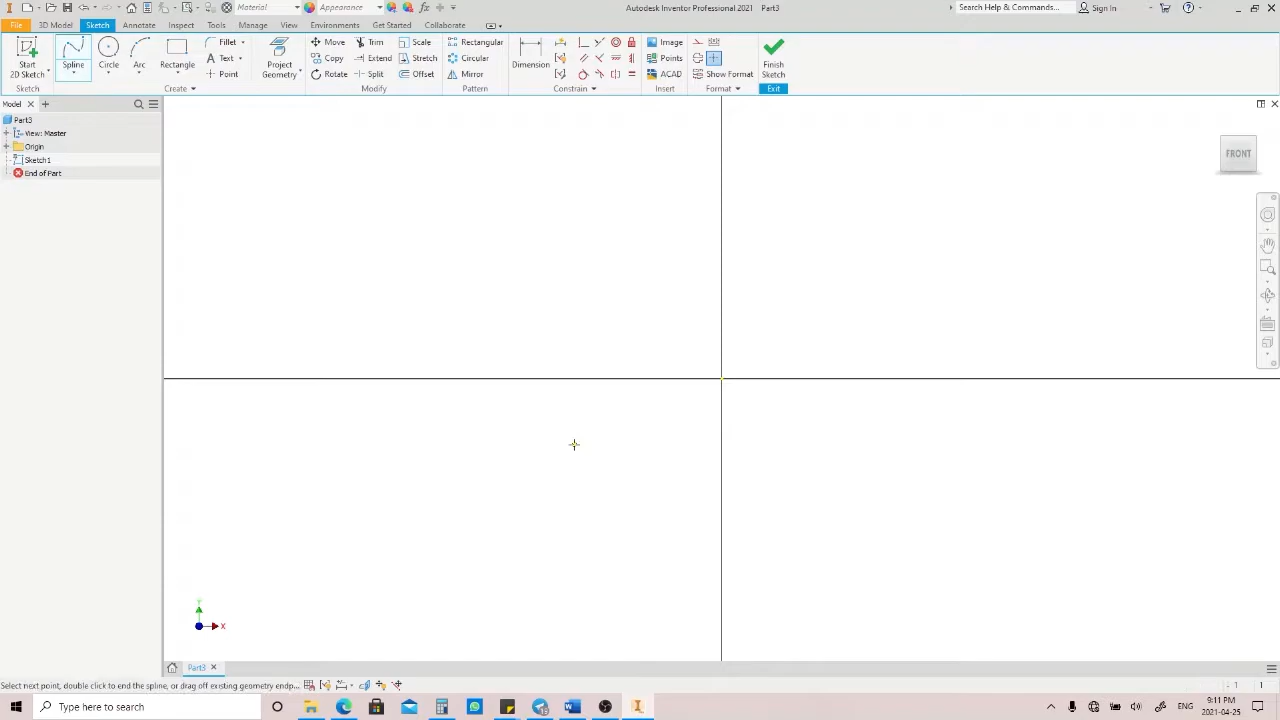 Material
Appearance
Autodesk Inventor Professional 2021 Part3
Search Help & Commands...
Sign In
File
3D Model
Sketch
Annotate
Inspect
Tools
Manage
View
Environments
Get Started
Collaborate
Start
2D Sketch
Spline
Circle
Arc
Rectangle
Fillet
Text
Point
Project
Geometry
Move
Copy
Rotate
Trim
Extend
Split
Scale
Stretch
Offset
Rectangular
Circular
Mirror
Dimension
Image
Points
ACAD
Show Format
Finish
Sketch
Sketch
Create
Modify
Pattern
Constrain
Insert
Format
Exit
Model
Part3
View: Master
Origin
Sketch1
End of Part
FRONT
Y
X
Part3
Select next point, double click to end the spline, or drag off existing geometry endp...
1
1
Type here to search
ENG
9:11 PM
2021-04-25